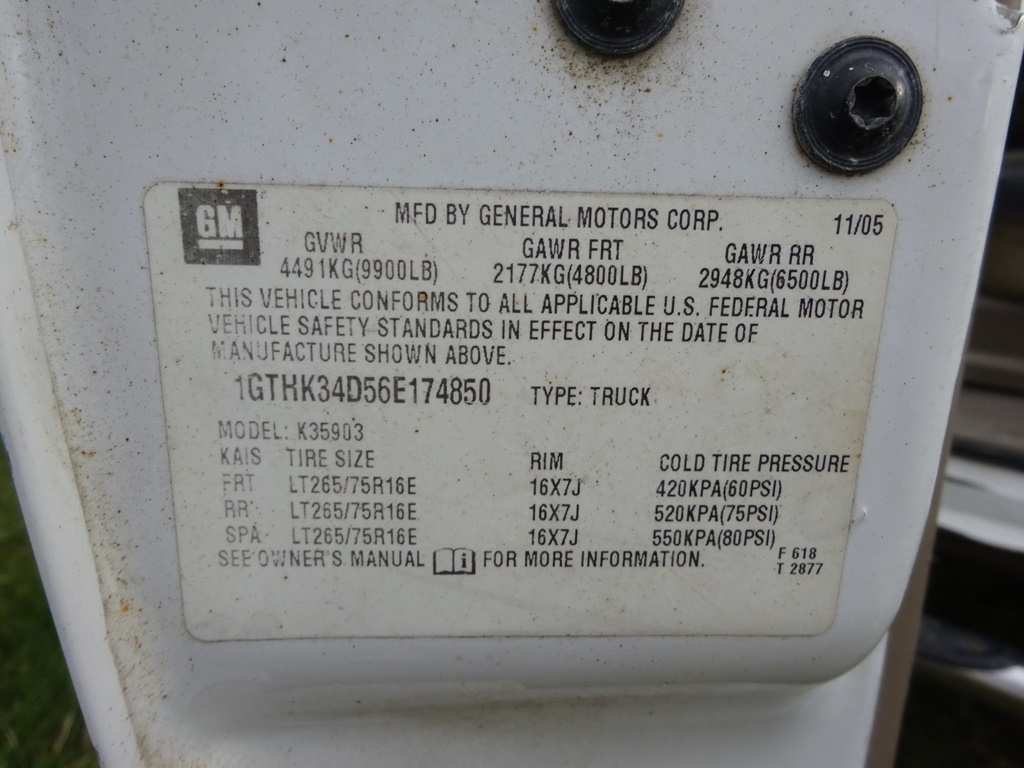 GM MFD BY GENERAL MOTORS CORP. 11/05
GVWR GAWR FRT GAWR RR
4491KG(9900LB) 2177KG(4800LB) 2948KG(6500LB)
THIS VEHICLE CONFORMS TO ALL APPLICABLE U.S. FEDERAL MOTOR
VEHICLE SAFETY STANDARDS IN EFFECT ON THE DATE OF
MANUFACTURE SHOWN ABOVE.
1GTHK34D56E174850 TYPE: TRUCK
MODEL: K35903
KAIS TIRE SIZE RIM COLD TIRE PRESSURE
FRT LT265/75R16E 16X7J 420KPA(60PSI)
RR LT265/75R16E 16X7J 520KPA(75PSI)
SPA LT265/75R16E 16X7J 550KPA(80PSI)
SEE OWNER'S MANUAL FOR MORE INFORMATION. F 618
T 2877